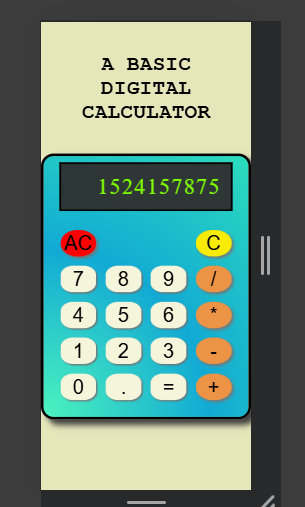 A BASIC
DIGITAL
CALCULATOR
1524157875
AC C
7 8 9 /
4 5 6 *
1 2 3 -
0 . = +